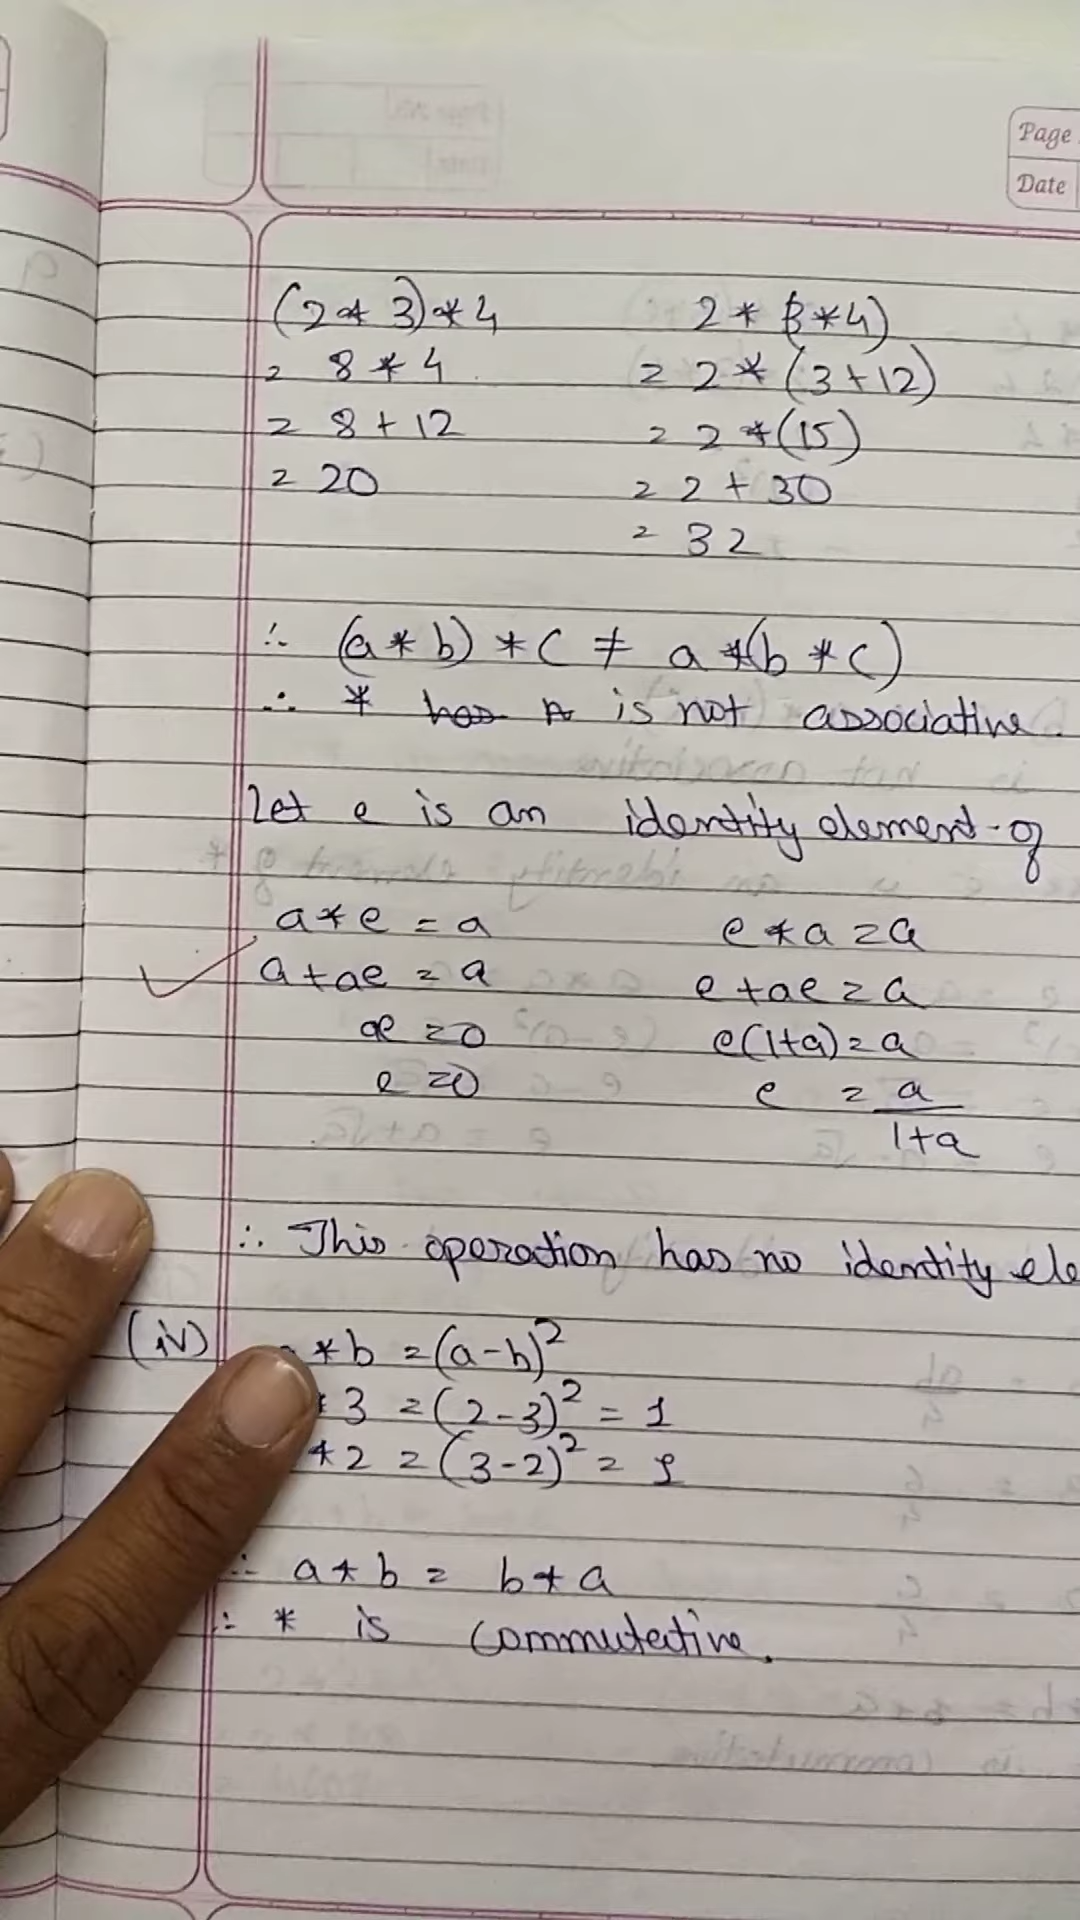 Page
Date
(2 * 3) * 4
= 8 * 4
= 8 + 12
= 20
2 * (3 * 4)
= 2 * (3 + 12)
= 2 * (15)
= 2 + 30
= 32
∴ (a * b) * c ≠ a * (b * c)
∴ * has is not associative.
Let e is an identity element of
a * e = a
a + ae = a
ae = 0
e = 0
e * a = a
e + ae = a
e(1+a) = a
e = a/1+a
∴ This operation has no identity ele
(iv) * b = (a - b)²
* 3 = (2 - 3)² = 1
* 2 = (3 - 2)² = 1
∴ a * b = b * a
∴ * is commutative.